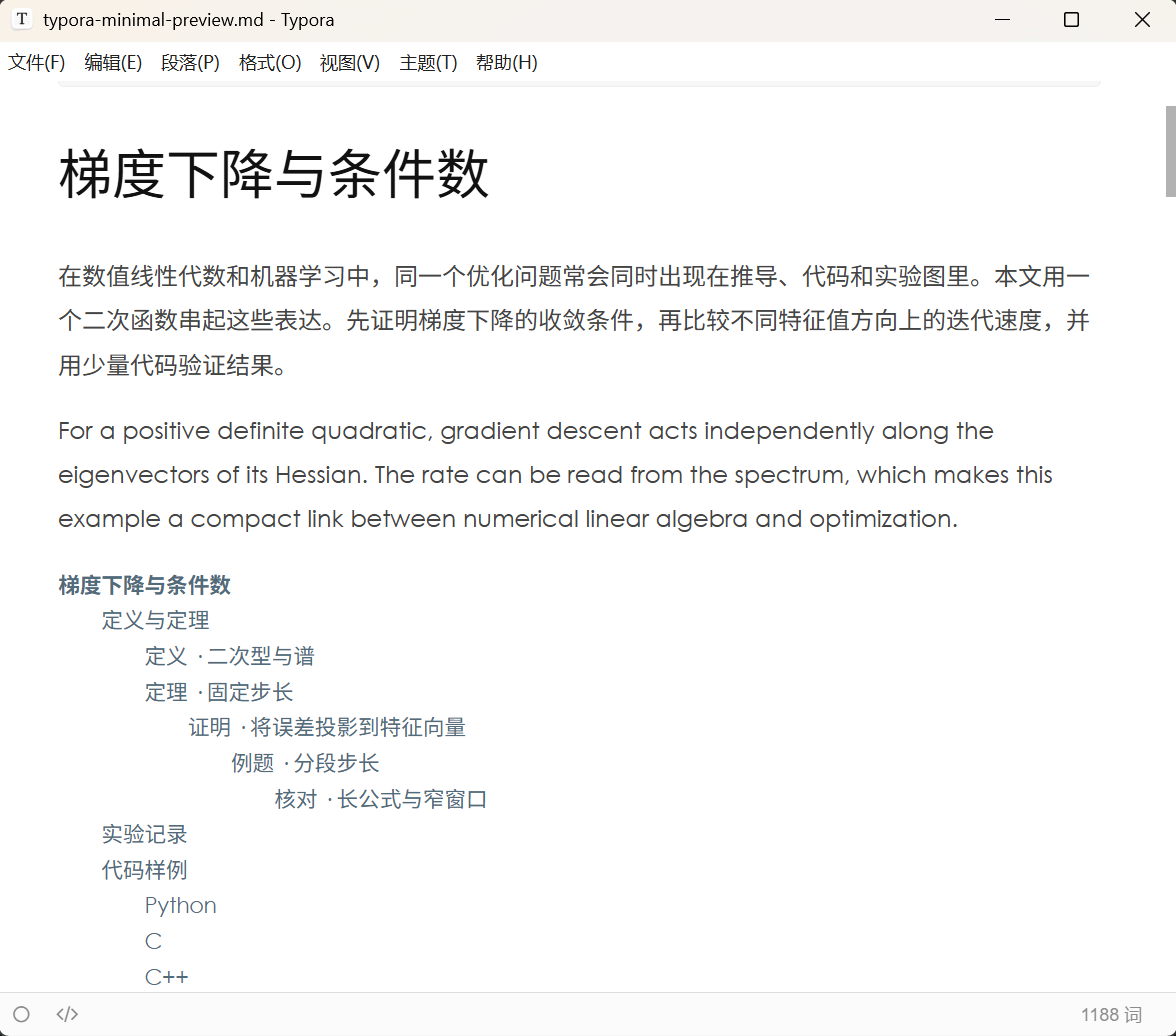 T typora-minimal-preview.md - Typora
文件(F) 编辑(E) 段落(P) 格式(O) 视图(V) 主题(T) 帮助(H)
梯度下降与条件数
在数值线性代数和机器学习中，同一个优化问题常会同时出现在推导、代码和实验图里。本文用一
个二次函数串起这些表达。先证明梯度下降的收敛条件，再比较不同特征值方向上的迭代速度，并
用少量代码验证结果。
For a positive definite quadratic, gradient descent acts independently along the
eigenvectors of its Hessian. The rate can be read from the spectrum, which makes this
example a compact link between numerical linear algebra and optimization.
梯度下降与条件数
定义与定理
定义 · 二次型与谱
定理 · 固定步长
证明 · 将误差投影到特征向量
例题 · 分段步长
核对 · 长公式与窄窗口
实验记录
代码样例
Python
C
C++
</> 1188 词